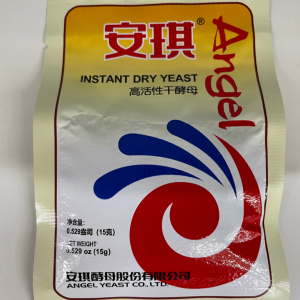 安琪®
Angel
INSTANT DRY YEAST
高活性干酵母
净含量:
0.529盎司 (15克)
NET WEIGHT:
0.529 oz (15g)
安琪酵母股份有限公司
ANGEL YEAST CO., LTD.